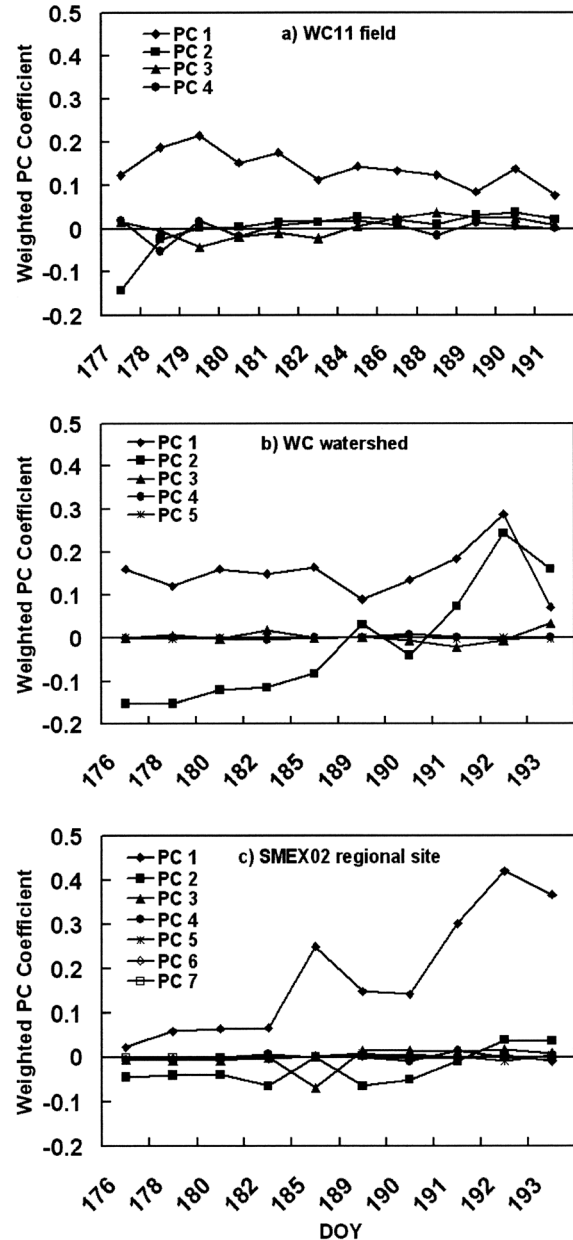 a) WC11 field
PC 1
PC 2
PC 3
PC 4
Weighted PC Coefficient
0.5
0.4
0.3
0.2
0.1
0
-0.1
-0.2
177 178 179 180 181 182 184 186 188 189 190 191
b) WC watershed
PC 1
PC 2
PC 3
PC 4
PC 5
Weighted PC Coefficient
0.5
0.4
0.3
0.2
0.1
0
-0.1
-0.2
176 178 180 182 185 189 190 191 192 193
c) SMEX02 regional site
PC 1
PC 2
PC 3
PC 4
PC 5
PC 6
PC 7
Weighted PC Coefficient
0.5
0.4
0.3
0.2
0.1
0
-0.1
-0.2
176 178 180 182 185 189 190 191 192 193
DOY